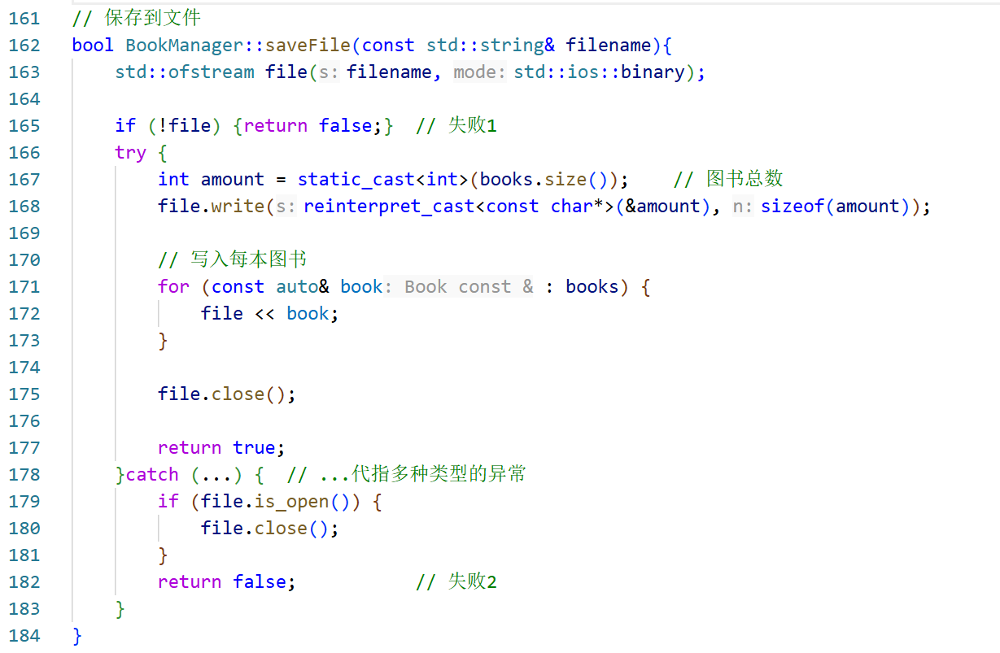 161 // 保存到文件
162 bool BookManager::saveFile(const std::string& filename){
163     std::ofstream file(s: filename, mode: std::ios::binary);
164
165     if (!file) {return false;}  // 失败1
166     try {
167         int amount = static_cast<int>(books.size());    // 图书总数
168         file.write(s: reinterpret_cast<const char*>(&amount), n: sizeof(amount));
169
170         // 写入每本图书
171         for (const auto& book: Book const & : books) {
172             file << book;
173         }
174
175         file.close();
176
177         return true;
178     }catch (...) {  // ...代指多种类型的异常
179         if (file.is_open()) {
180             file.close();
181         }
182         return false;           // 失败2
183     }
184 }